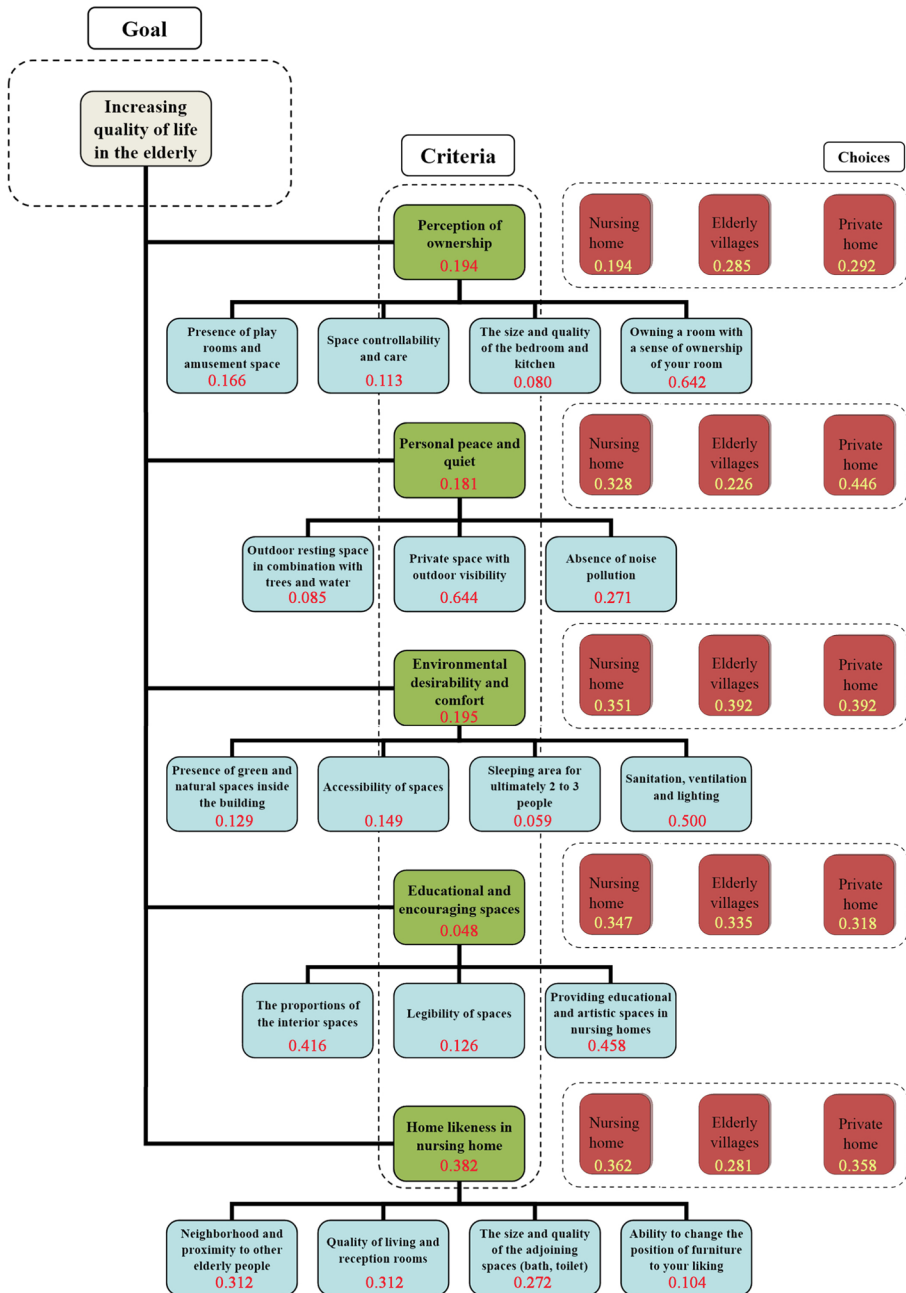 Goal
Increasing
quality of life
in the elderly
Criteria
Choices
Perception of
ownership
0.194
Nursing
home
0.194
Elderly
villages
0.285
Private
home
0.292
Presence of play
rooms and
amusement space
0.166
Space controllability
and care
0.113
The size and quality
of the bedroom and
kitchen
0.080
Owning a room with
a sense of ownership
of your room
0.642
Personal peace and
quiet
0.181
Nursing
home
0.328
Elderly
villages
0.226
Private
home
0.446
Outdoor resting space
in combination with
trees and water
0.085
Private space with
outdoor visibility
0.644
Absence of noise
pollution
0.271
Environmental
desirability and
comfort
0.195
Nursing
home
0.351
Elderly
villages
0.392
Private
home
0.392
Presence of green and
natural spaces inside
the building
0.129
Accessibility of spaces
0.149
Sleeping area for
ultimately 2 to 3
people
0.059
Sanitation, ventilation
and lighting
0.500
Educational and
encouraging spaces
0.048
Nursing
home
0.347
Elderly
villages
0.335
Private
home
0.318
The proportions of
the interior spaces
0.416
Legibility of spaces
0.126
Providing educational
and artistic spaces in
nursing homes
0.458
Home likeness in
nursing home
0.382
Nursing
home
0.362
Elderly
villages
0.281
Private
home
0.358
Neighborhood and
proximity to other
elderly people
0.312
Quality of living and
reception rooms
0.312
The size and quality
of the adjoining
spaces (bath, toilet)
0.272
Ability to change the
position of furniture
to your liking
0.104